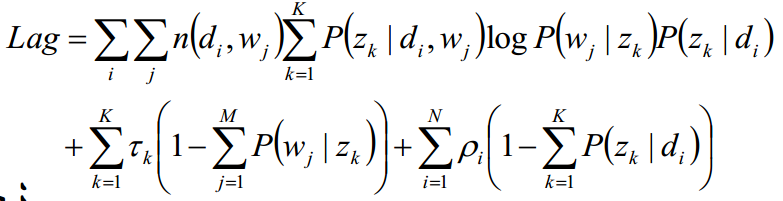 Lag = ∑_i ∑_j n(d_i, w_j) ∑_{k=1}^{K} P(z_k | d_i, w_j) log P(w_j | z_k) P(z_k | d_i)
+ ∑_{k=1}^{K} τ_k (1 − ∑_{j=1}^{M} P(w_j | z_k)) + ∑_{i=1}^{N} ρ_i (1 − ∑_{k=1}^{K} P(z_k | d_i))